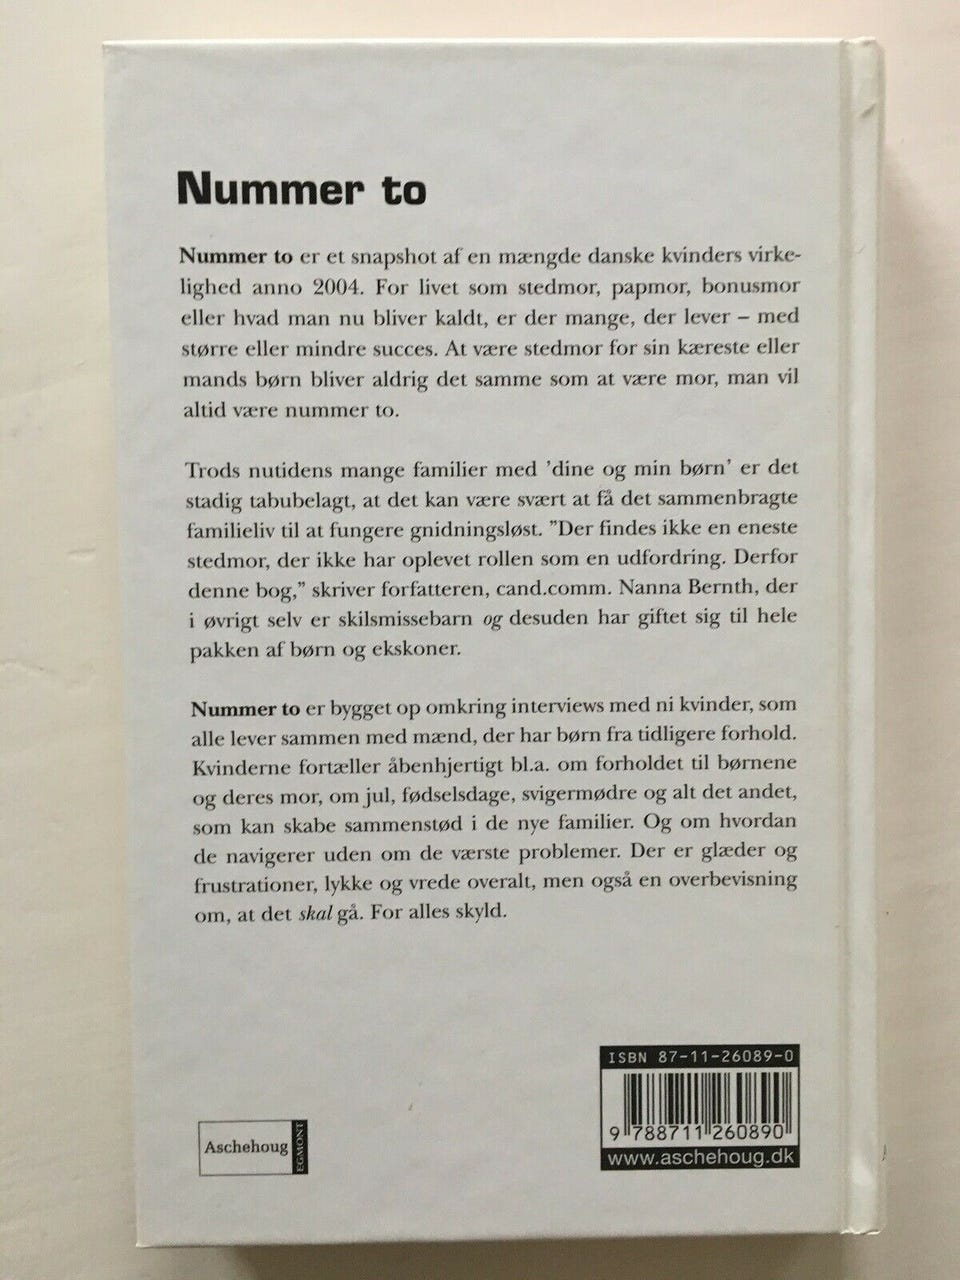 Nummer to
Nummer to er et snapshot af en mængde danske kvinders virke-
lighed anno 2004. For livet som stedmor, papmor, bonusmor
eller hvad man nu bliver kaldt, er der mange, der lever – med
større eller mindre succes. At være stedmor for sin kæreste eller
mands børn bliver aldrig det samme som at være mor, man vil
altid være nummer to.
Trods nutidens mange familier med ’dine og min børn’ er det
stadig tabubelagt, at det kan være svært at få det sammenbragte
familieliv til at fungere gnidningsløst. ”Der findes ikke en eneste
stedmor, der ikke har oplevet rollen som en udfordring. Derfor
denne bog,” skriver forfatteren, cand.comm. Nanna Bernth, der
i øvrigt selv er skilsmissebarn og desuden har giftet sig til hele
pakken af børn og ekskoner.
Nummer to er bygget op omkring interviews med ni kvinder, som
alle lever sammen med mænd, der har børn fra tidligere forhold.
Kvinderne fortæller åbenhjertigt bl.a. om forholdet til børnene
og deres mor, om jul, fødselsdage, svigermødre og alt det andet,
som kan skabe sammenstød i de nye familier. Og om hvordan
de navigerer uden om de værste problemer. Der er glæder og
frustrationer, lykke og vrede overalt, men også en overbevisning
om, at det skal gå. For alles skyld.
ISBN 87-11-26089-0
9 788711 260890
www.aschehoug.dk
Aschehoug
EGMONT